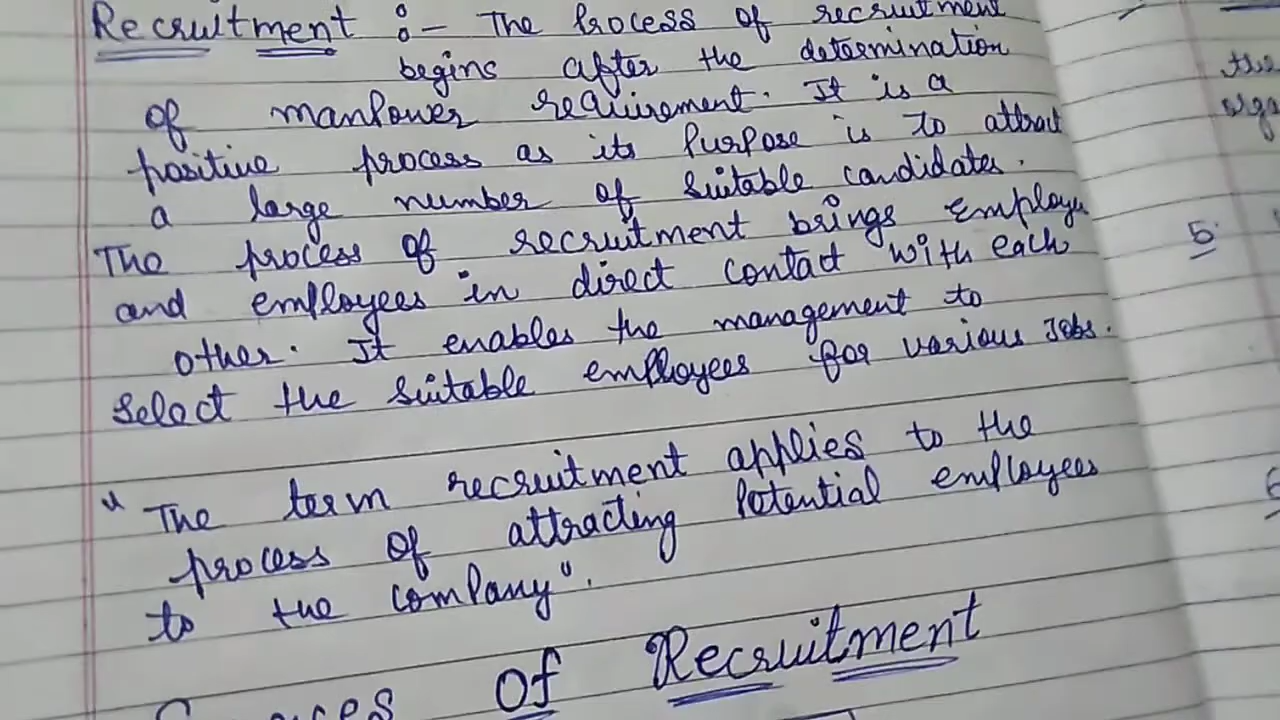 Recruitment :- The Process of recruitment
begins after the determination
of manpower requirement. It is a
positive process as its Purpose is to attract
a large number of suitable candidates.
The process of recruitment brings employe
and employees in direct contact with each
other. It enables the management to
select the suitable employees for various Jobs.
"The term recruitment applies to the
process of attracting Potential employees
to the company".
Of Recruitment
the
5.